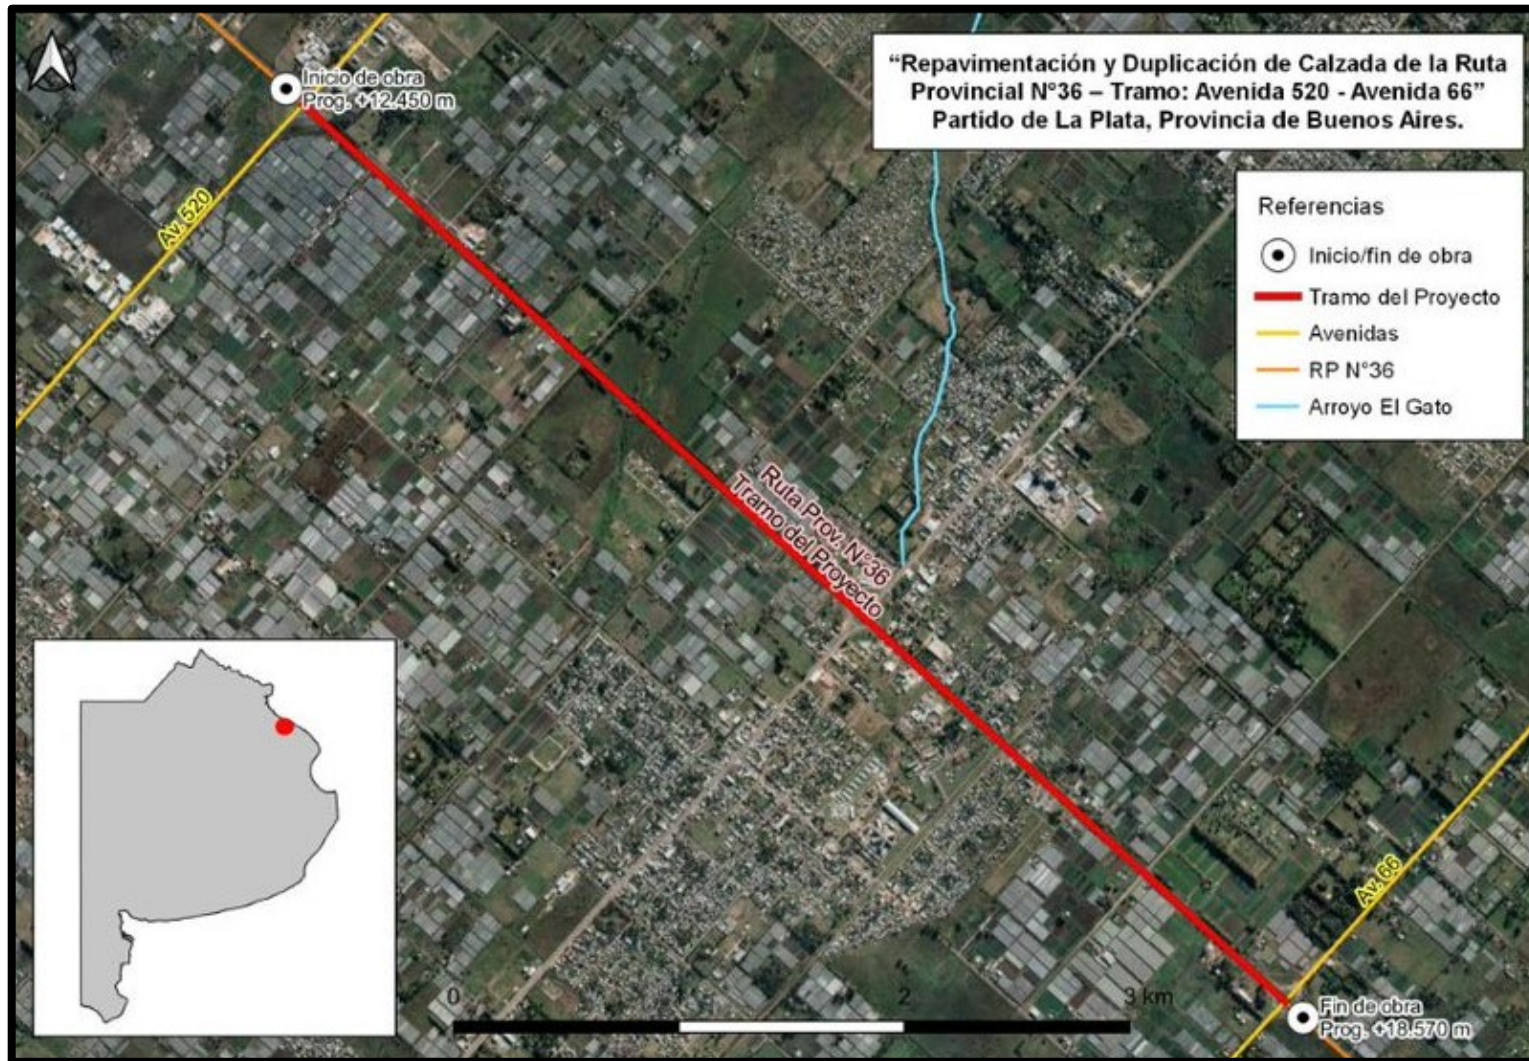 Inicio de obra
Prog. +12.450 m
“Repavimentación y Duplicación de Calzada de la Ruta
Provincial N°36 – Tramo: Avenida 520 - Avenida 66”
Partido de La Plata, Provincia de Buenos Aires.
Referencias
Inicio/fin de obra
Tramo del Proyecto
Avenidas
RP N°36
Arroyo El Gato
Av. 520
Ruta Prov. N°36
Tramo del Proyecto
Av. 66
0
2
3 km
Fin de obra
Prog. +18.570 m